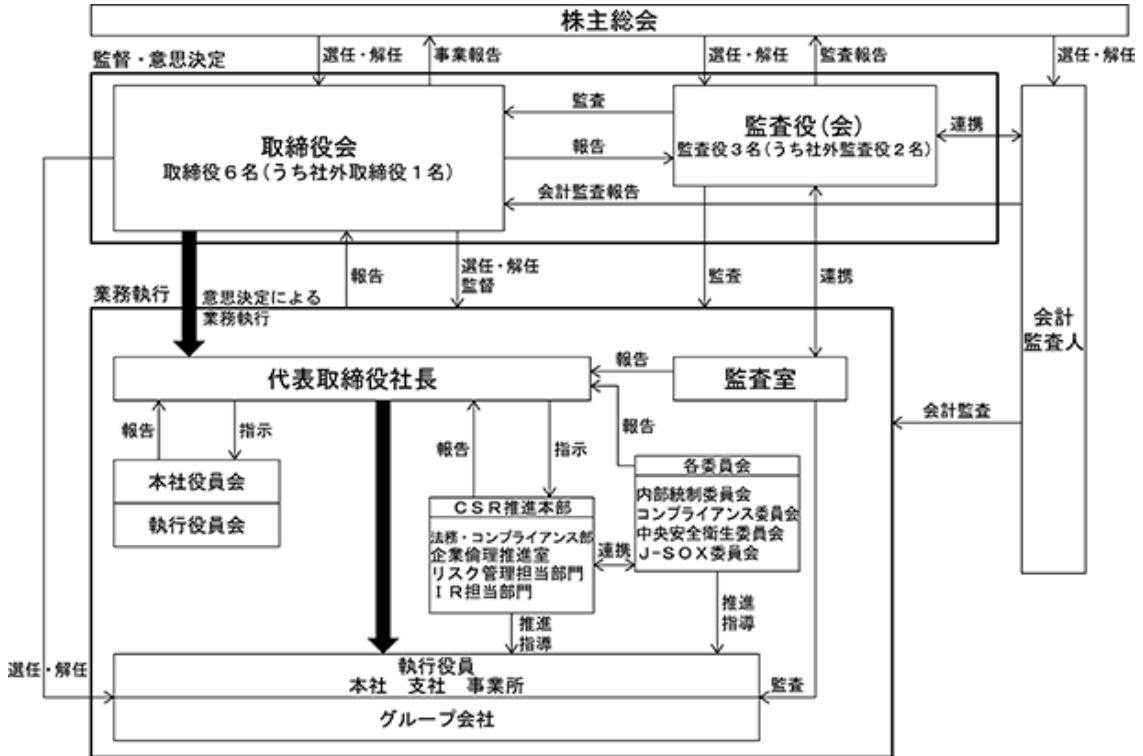 株主総会
監督・意思決定
選任・解任
事業報告
選任・解任
監査報告
選任・解任
取締役会
取締役6名(うち社外取締役1名)
監査
報告
監査役(会)
監査役3名(うち社外監査役2名)
連携
会計監査報告
業務執行
意思決定による
業務執行
報告
選任・解任
監督
監査
連携
会計
監査人
代表取締役社長
報告
監査室
会計監査
報告
指示
報告
指示
報告
本社役員会
執行役員会
CSR推進本部
法務・コンプライアンス部
企業倫理推進室
リスク管理担当部門
IR担当部門
連携
各委員会
内部統制委員会
コンプライアンス委員会
中央安全衛生委員会
J-SOX委員会
推進
指導
推進
指導
選任・解任
執行役員
本社 支社 事業所
監査
グループ会社